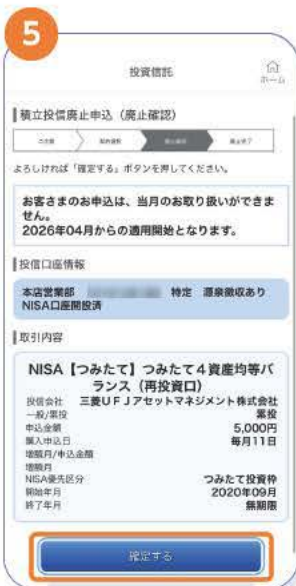 5
投資信託
ホーム
積立投信廃止申込（廃止確認）
よろしければ「確定する」ボタンを押してください。
お客さまのお申込は、当月のお取り扱いができません。
2026年04月からの適用開始となります。
投信口座情報
本店営業部 特定 源泉徴収あり
NISA口座開設済
取引内容
NISA【つみたて】つみたて４資産均等バ
ランス（再投資口）
投信会社 三菱ＵＦＪアセットマネジメント株式会社
一般/累投 累投
申込金額 5,000円
購入申込日 毎月11日
増額月/申込金額
増額月
NISA優先区分 つみたて投資枠
開始年月 2020年09月
終了年月 無期限
確定する